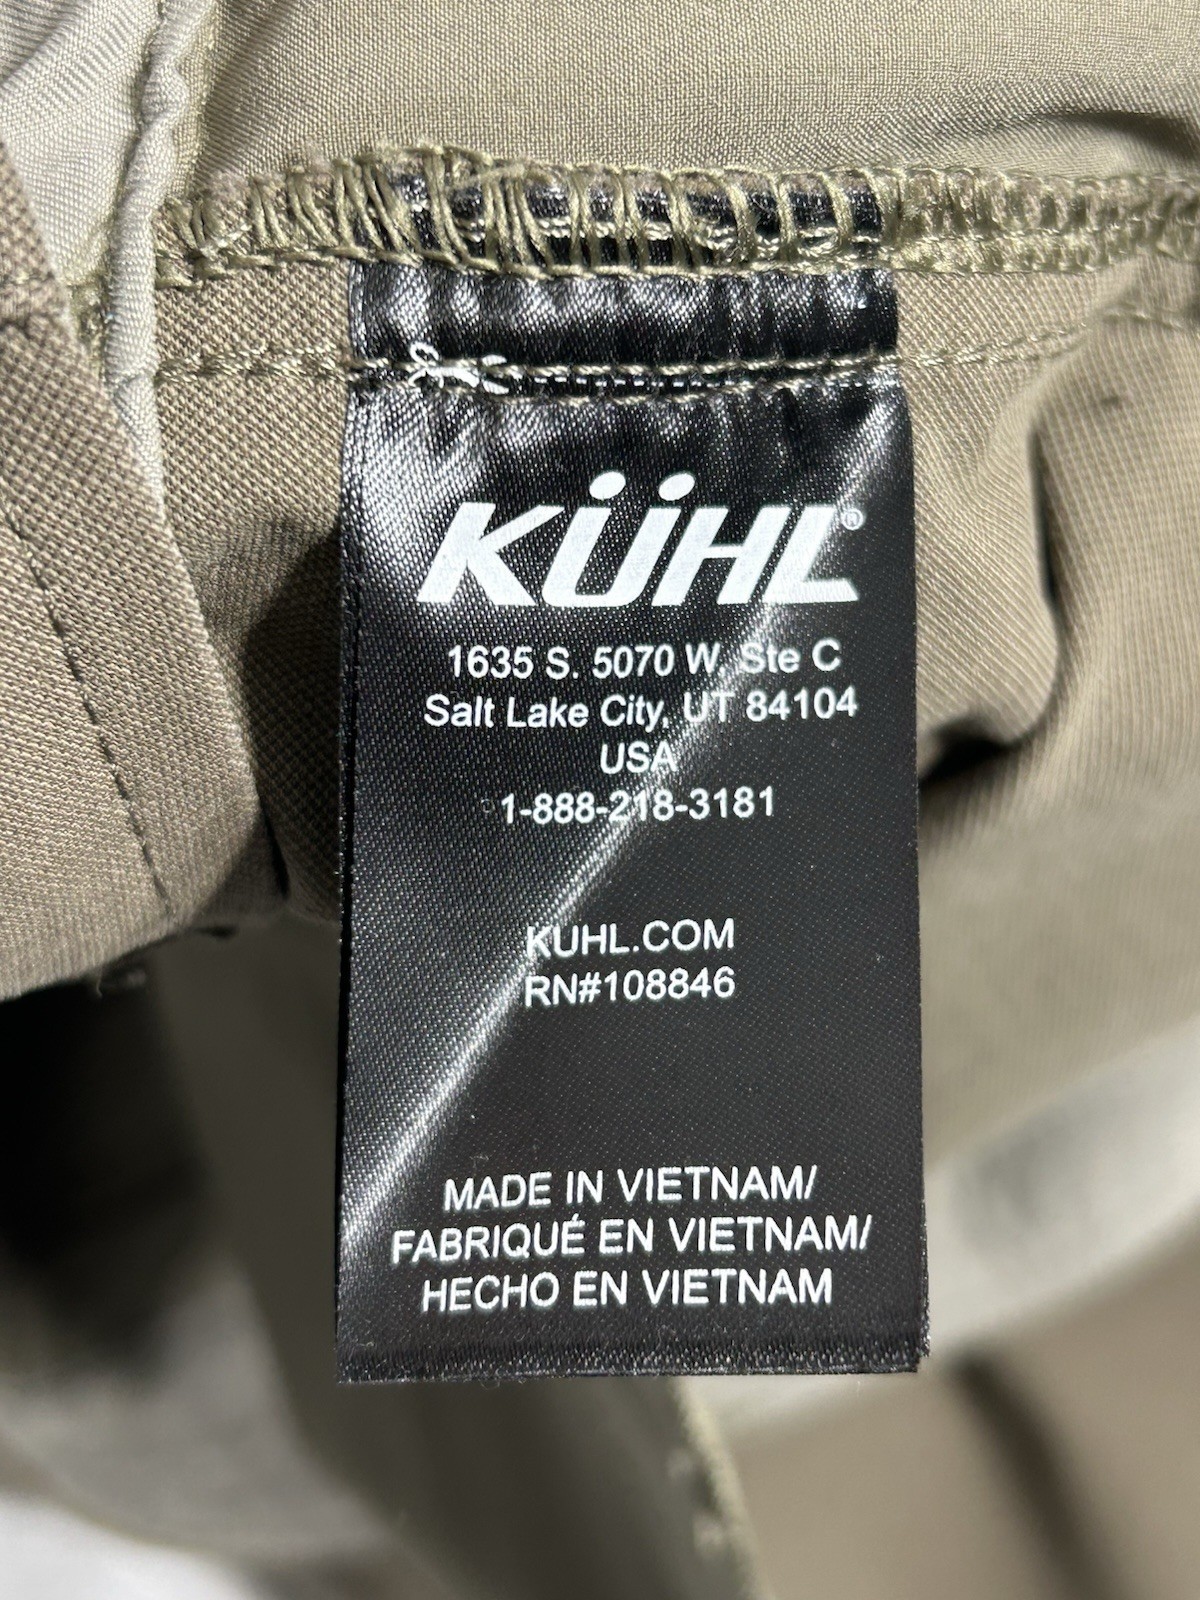 KÜHL®
1635 S. 5070 W, Ste C
Salt Lake City, UT 84104
USA
1-888-218-3181
KUHL.COM
RN#108846
MADE IN VIETNAM/
FABRIQUÉ EN VIETNAM/
HECHO EN VIETNAM